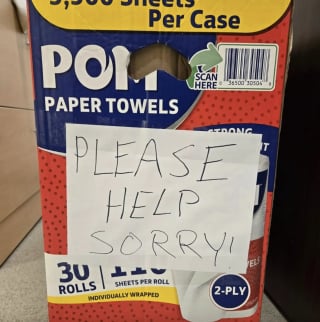 Per Case
POM
SCAN
HERE
PAPER TOWELS
STRONG
PLEASE
HELP
SORRY!
30
ROLLS
SHEETS PER ROLL
INDIVIDUALLY WRAPPED
2-PLY